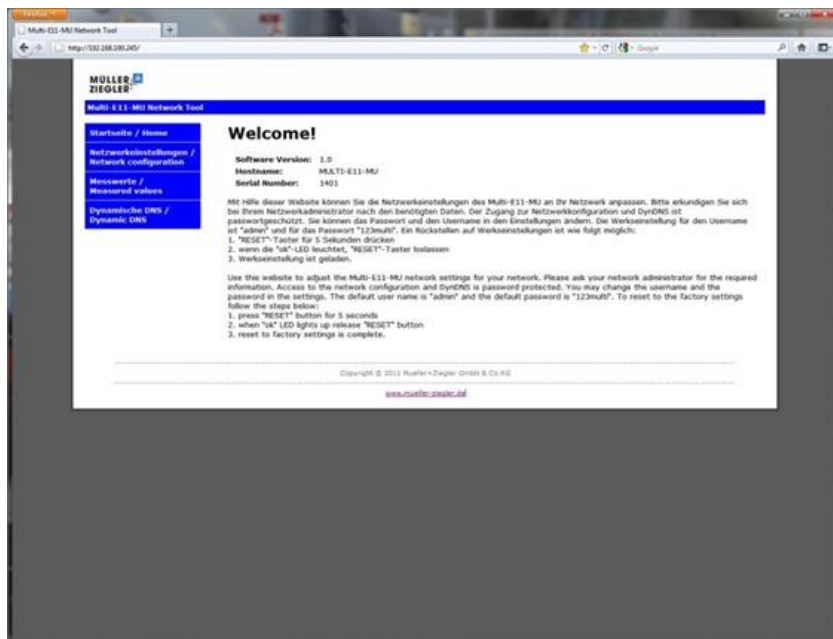 Firefox
Multi-E11-MU Network Tool
http://192.168.100.245/
Google
MÜLLER
ZIEGLER
Multi-E11-MU Network Tool
Startseite / Home
Netzwerkeinstellungen /
Network configuration
Messwerte /
Measured values
Dynamische DNS /
Dynamic DNS
Welcome!
Software Version: 1.0
Hostname: MULTI-E11-MU
Serial Number: 1401
Mit Hilfe dieser Website können Sie die Netzwerkeinstellungen des Multi-E11-MU an Ihr Netzwerk anpassen. Bitte erkundigen Sie sich
bei Ihrem Netzwerkadministrator nach den benötigten Daten. Der Zugang zur Netzwerkkonfiguration und DynDNS ist
passwortgeschützt. Sie können das Passwort und den Username in den Einstellungen ändern. Die Werkseinstellung für den Username
ist "admin" und für das Passwort "123multi". Ein Rückstellen auf Werkseinstellungen ist wie folgt möglich:
1. "RESET"-Taster für 5 Sekunden drücken
2. wenn die "ok"-LED leuchtet, "RESET"-Taster loslassen
3. Werkseinstellung ist geladen.
Use this website to adjust the Multi-E11-MU network settings for your network. Please ask your network administrator for the required
information. Access to the network configuration and DynDNS is password protected. You may change the username and the
password in the settings. The default user name is "admin" and the default password is "123multi". To reset to the factory settings
follow the steps below:
1. press "RESET" button for 5 seconds
2. when "ok" LED lights up release "RESET" button
3. reset to factory settings is complete.
Copyright © 2011 Mueller+Ziegler GmbH & Co KG
www.mueller-ziegler.de